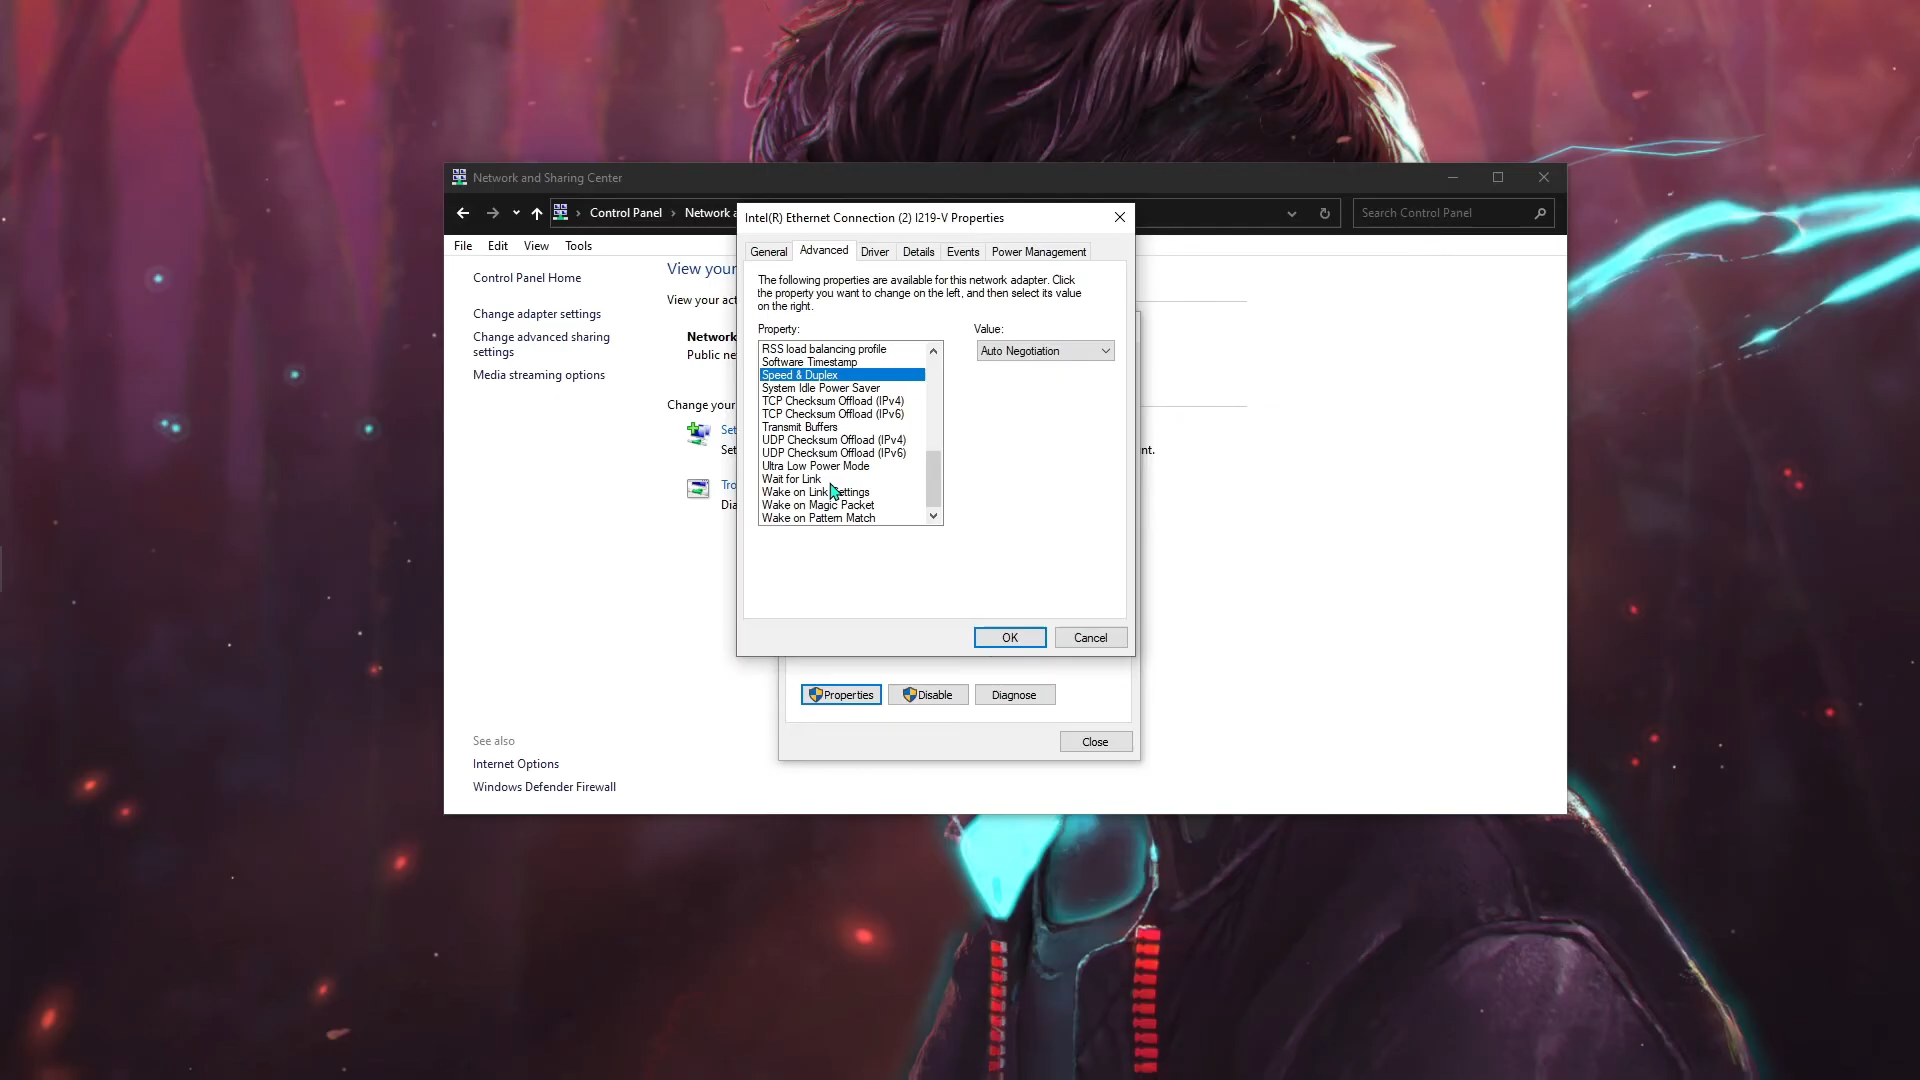 Network and Sharing Center
Control Panel
Network a
Search Control Panel
File Edit View Tools
Control Panel Home
Change adapter settings
Change advanced sharing
settings
Media streaming options
View your
View your act
Network
Public ne
Change your
Set
Set
Tro
Dia
nt.
Intel(R) Ethernet Connection (2) I219-V Properties
General Advanced Driver Details Events Power Management
The following properties are available for this network adapter. Click
the property you want to change on the left, and then select its value
on the right.
Property:
Value:
RSS load balancing profile
Software Timestamp
Speed & Duplex
System Idle Power Saver
TCP Checksum Offload (IPv4)
TCP Checksum Offload (IPv6)
Transmit Buffers
UDP Checksum Offload (IPv4)
UDP Checksum Offload (IPv6)
Ultra Low Power Mode
Wait for Link
Wake on Link Settings
Wake on Magic Packet
Wake on Pattern Match
Auto Negotiation
OK Cancel
Properties Disable Diagnose
Close
See also
Internet Options
Windows Defender Firewall